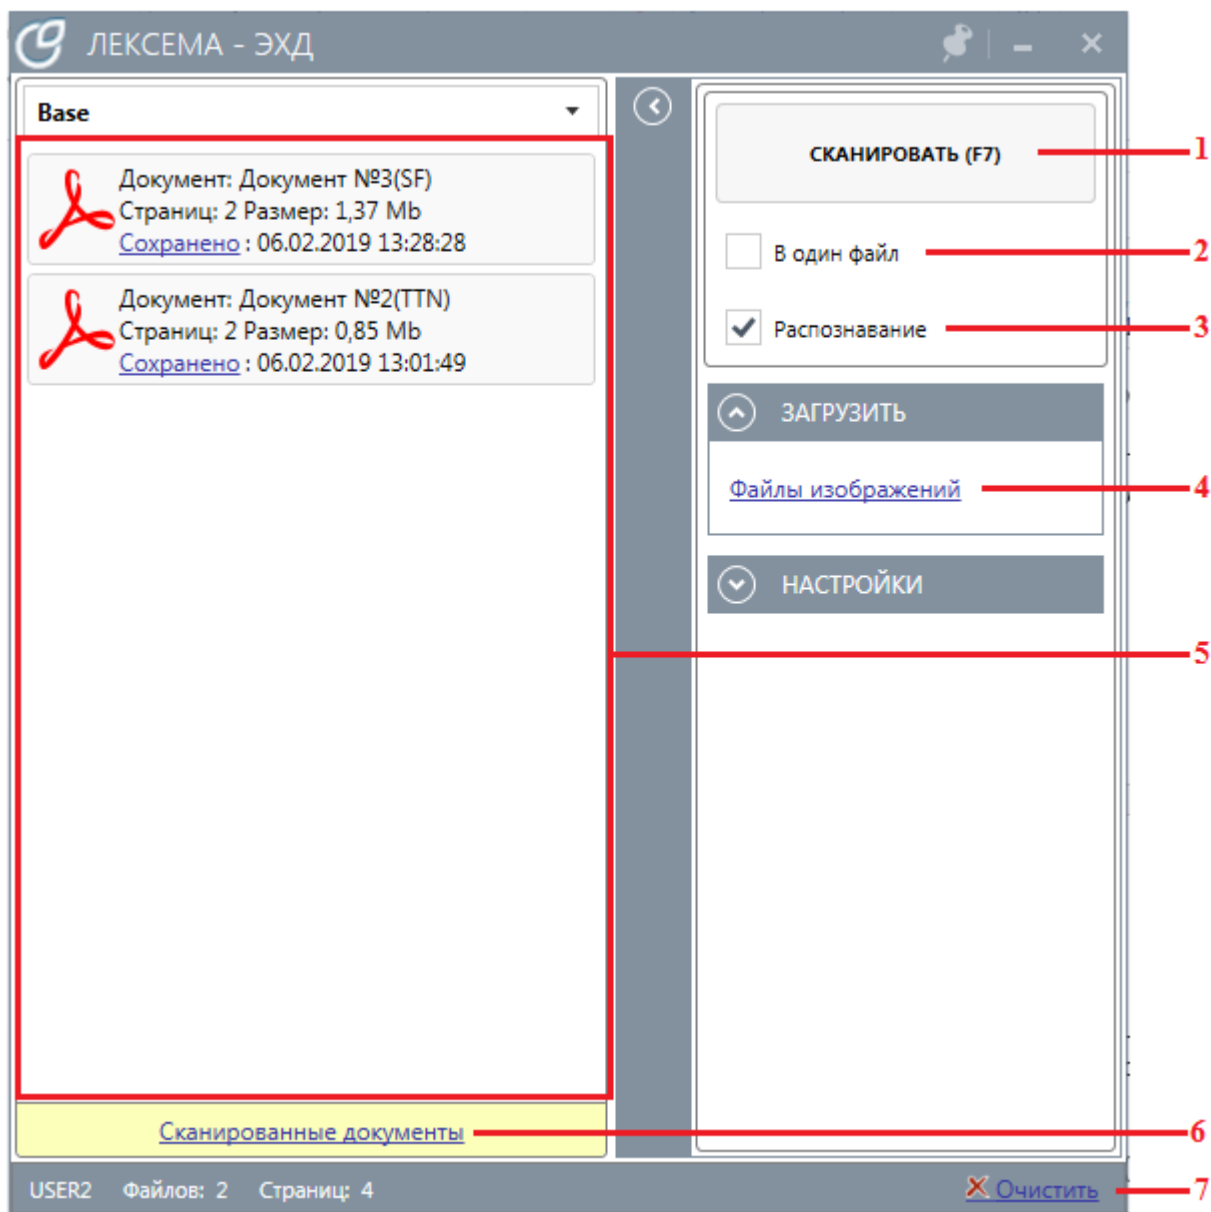 ЛЕКСЕМА - ЭХД
Base
Документ: Документ №3(SF)
Страниц: 2 Размер: 1,37 Mb
Сохранено : 06.02.2019 13:28:28
Документ: Документ №2(TTN)
Страниц: 2 Размер: 0,85 Mb
Сохранено : 06.02.2019 13:01:49
Сканированные документы
СКАНИРОВАТЬ (F7)
В один файл
Распознавание
ЗАГРУЗИТЬ
Файлы изображений
НАСТРОЙКИ
1
2
3
4
5
6
7
USER2 Файлов: 2 Страниц: 4
Очистить